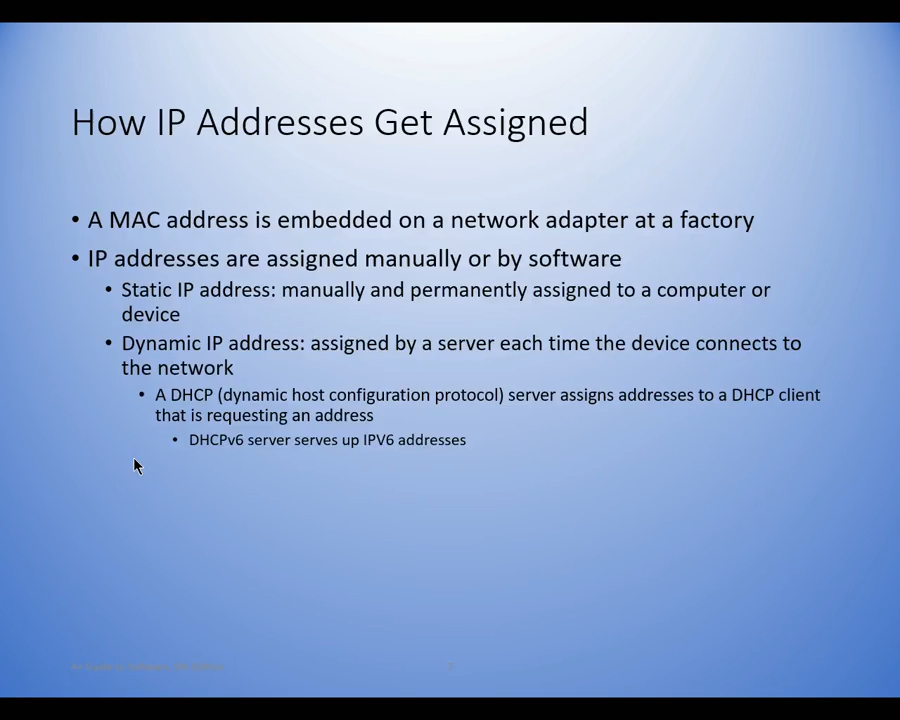 How IP Addresses Get Assigned
• A MAC address is embedded on a network adapter at a factory
• IP addresses are assigned manually or by software
• Static IP address: manually and permanently assigned to a computer or
device
• Dynamic IP address: assigned by a server each time the device connects to
the network
• A DHCP (dynamic host configuration protocol) server assigns addresses to a DHCP client
that is requesting an address
• DHCPv6 server serves up IPV6 addresses